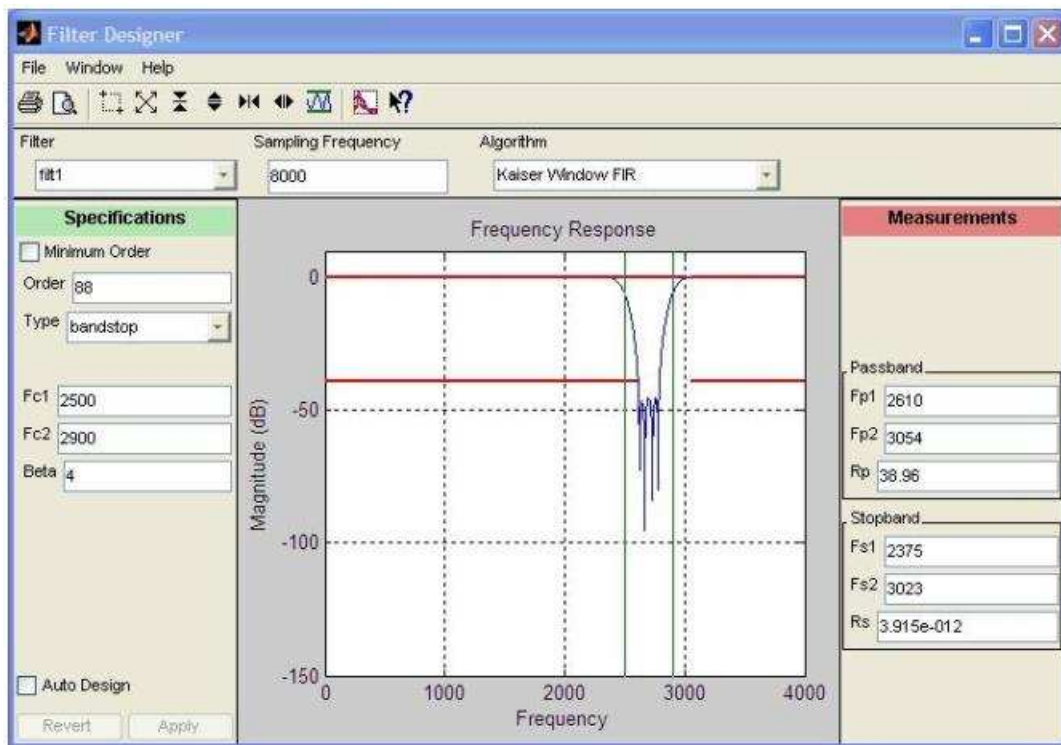 Filter Designer
File Window Help
Filter
Sampling Frequency
Algorithm
filt1
8000
Kaiser Window FIR
Specifications
Minimum Order
Order 88
Type bandstop
Fc1 2500
Fc2 2900
Beta 4
Auto Design
Revert Apply
Frequency Response
Magnitude (dB)
0
-50
-100
-150
0 1000 2000 3000 4000
Frequency
Measurements
Passband
Fp1 2610
Fp2 3054
Rp 38.96
Stopband
Fs1 2375
Fs2 3023
Rs 3.915e-012